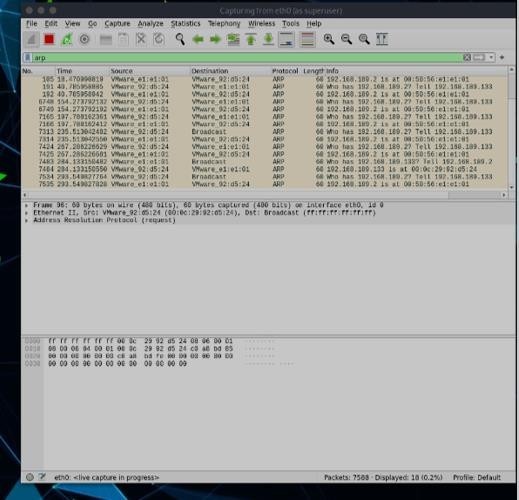 Capturing from eth0 (as superuser)
File Edit View Go Capture Analyze Statistics Telephony Wireless Tools Help
arp
No. Time Source Destination Protocol Length Info
185 18.470990819 VMware_e1:e1:01 VMware_92:d5:24 ARP 60 192.168.189.2 is at 00:50:56:e1:e1:01
191 VMware_92:d5:24 VMware_e1:e1:01 ARP 60 Who has 192.168.189.2? Tell 192.168.189.133
192 VMware_e1:e1:01 VMware_92:d5:24 ARP 60 192.168.189.2 is at 00:50:56:e1:e1:01
6748 154.273792132 VMware_92:d5:24 VMware_e1:e1:01 ARP 60 Who has 192.168.189.2? Tell 192.168.189.133
6749 154.273792192 VMware_e1:e1:01 VMware_92:d5:24 ARP 60 192.168.189.2 is at 00:50:56:e1:e1:01
7165 VMware_92:d5:24 VMware_e1:e1:01 ARP 60 Who has 192.168.189.2? Tell 192.168.189.133
7166 VMware_e1:e1:01 VMware_92:d5:24 ARP 60 192.168.189.2 is at 00:50:56:e1:e1:01
7313 235.513042482 VMware_92:d5:24 Broadcast ARP 60 Who has 192.168.189.2? Tell 192.168.189.133
7314 235.513042550 VMware_e1:e1:01 VMware_92:d5:24 ARP 60 192.168.189.2 is at 00:50:56:e1:e1:01
7424 267.286226629 VMware_92:d5:24 VMware_e1:e1:01 ARP 60 Who has 192.168.189.2? Tell 192.168.189.133
7425 267.286226681 VMware_e1:e1:01 VMware_92:d5:24 ARP 60 192.168.189.2 is at 00:50:56:e1:e1:01
7483 284.133150482 VMware_e1:e1:01 VMware_92:d5:24 ARP 60 Who has 192.168.189.133? Tell 192.168.189.2
7484 284.133150550 VMware_92:d5:24 VMware_e1:e1:01 ARP 60 192.168.189.133 is at 00:0c:29:92:d5:24
7534 293.549827764 VMware_92:d5:24 Broadcast ARP 60 Who has 192.168.189.2? Tell 192.168.189.133
7535 293.549827828 VMware_e1:e1:01 VMware_92:d5:24 ARP 60 192.168.189.2 is at 00:50:56:e1:e1:01
Frame 96: 60 bytes on wire (480 bits), 60 bytes captured (480 bits) on interface eth0, id 0
Ethernet II, Src: VMware_92:d5:24 (00:0c:29:92:d5:24), Dst: Broadcast (ff:ff:ff:ff:ff:ff)
Address Resolution Protocol (request)
0000 ff ff ff ff ff ff 00 0c 29 92 d5 24 08 06 00 01
0010 08 00 06 04 00 01 00 0c 29 92 d5 24 c0 a8 bd 85
0020 00 00 00 00 00 00 c0 a8 bd fe 00 00 00 00 00 00
0030 00 00 00 00 00 00 00 00 00 00 00 00
eth0: <live capture in progress>
Packets: 7588 · Displayed: 18 (0.2%)
Profile: Default